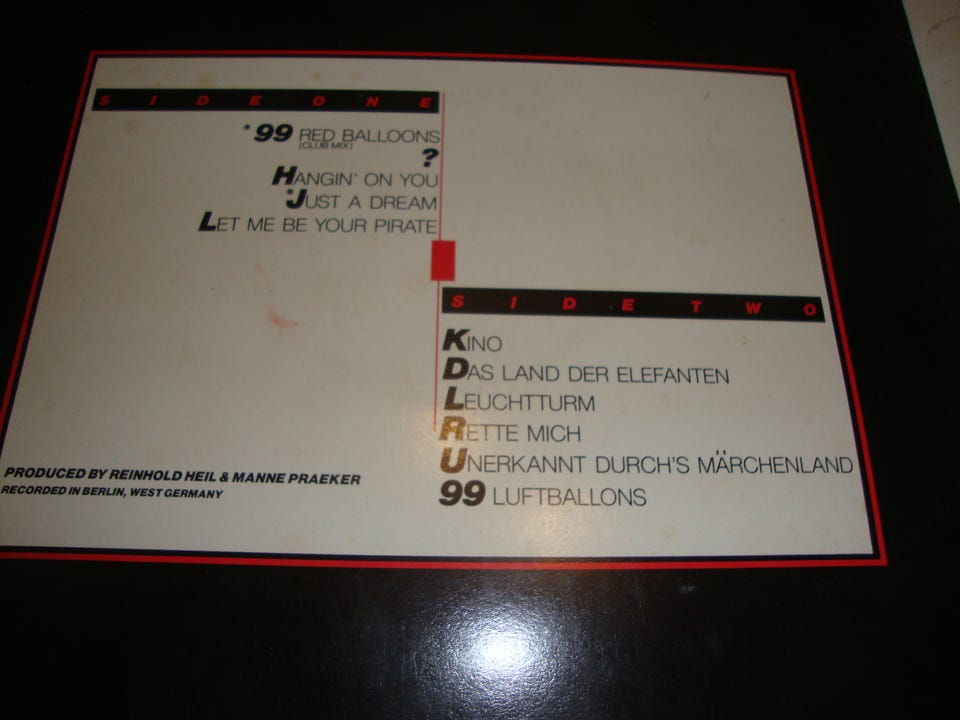 SIDE ONE
*99 RED BALLOONS
(CLUB MIX)
?
HANGIN' ON YOU
*JUST A DREAM
LET ME BE YOUR PIRATE
SIDE TWO
KINO
DAS LAND DER ELEFANTEN
LEUCHTTURM
RETTE MICH
UNERKANNT DURCH'S MÄRCHENLAND
99 LUFTBALLONS
PRODUCED BY REINHOLD HEIL & MANNE PRAEKER
RECORDED IN BERLIN, WEST GERMANY